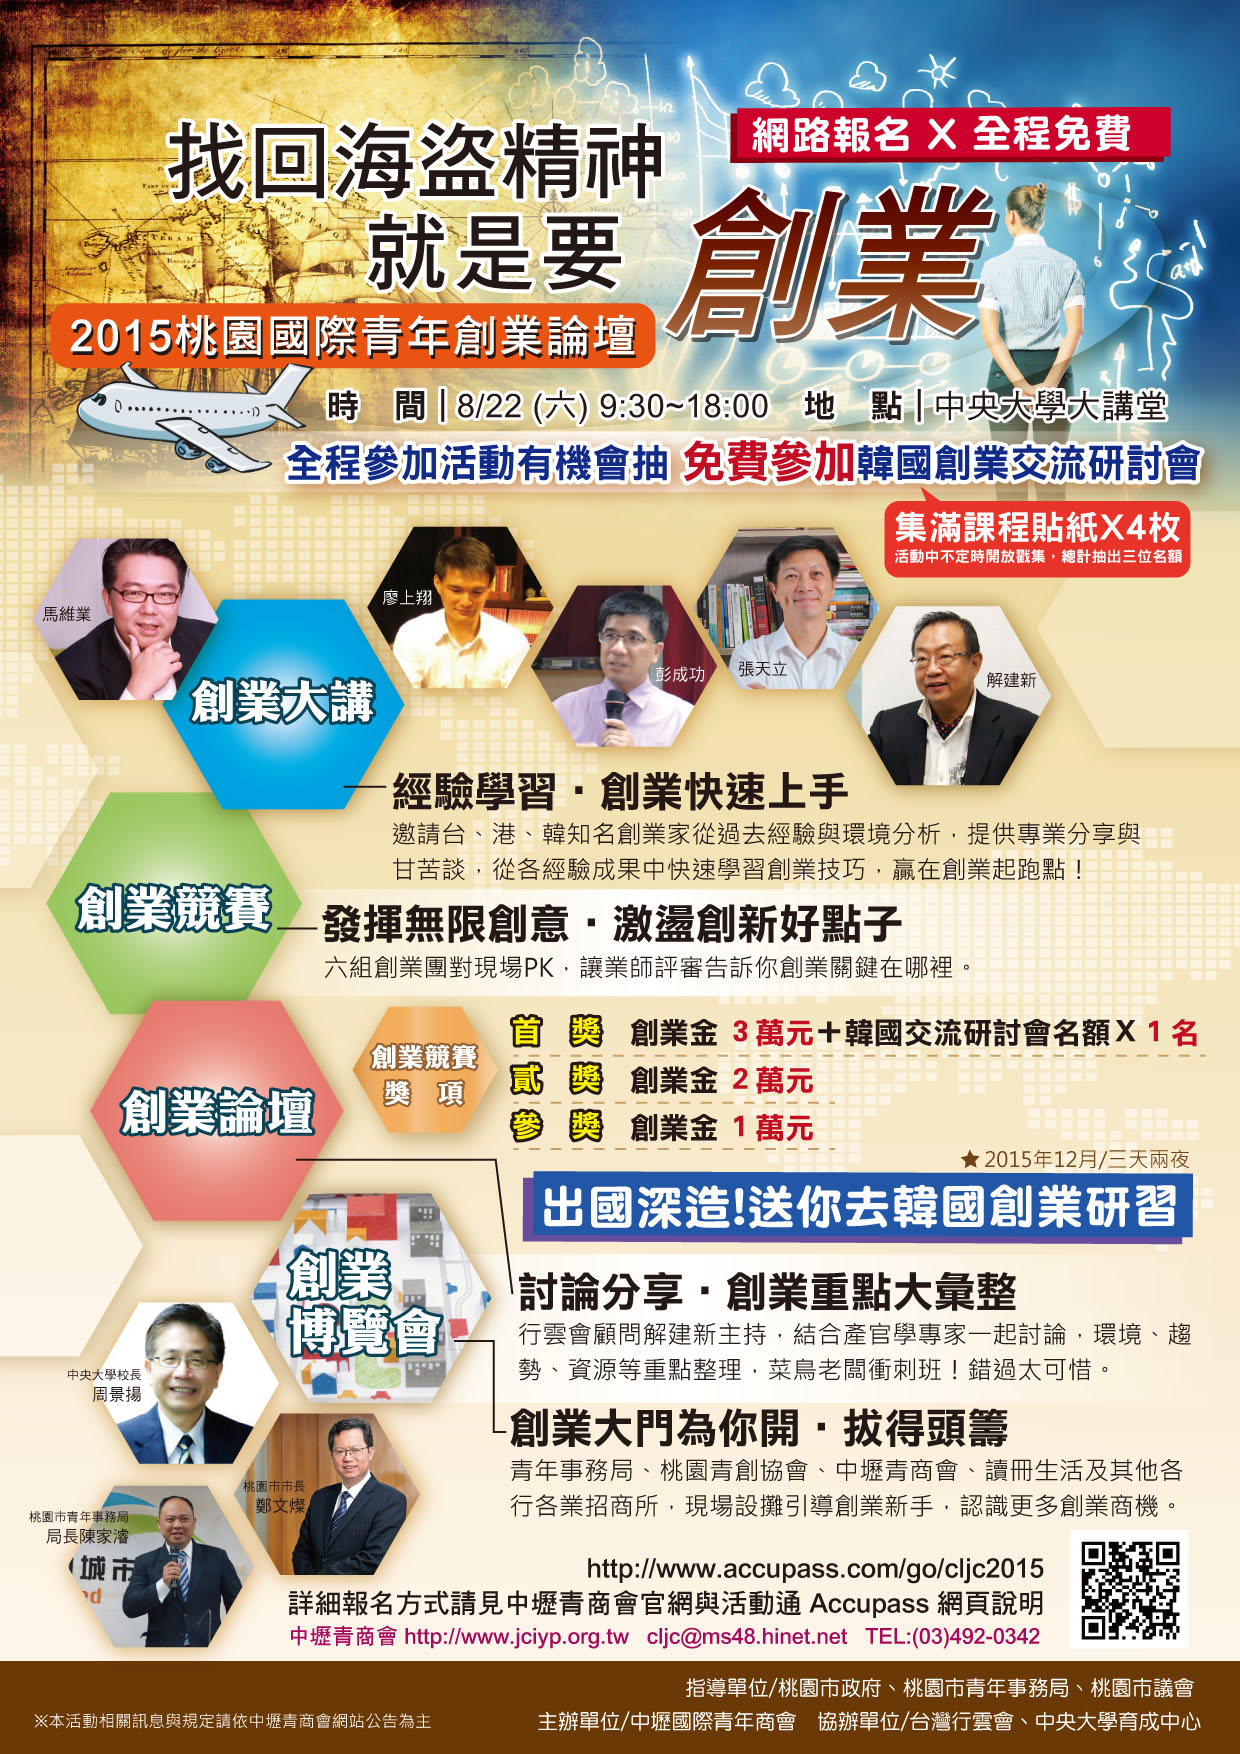 網路報名 X 全程免費
找回海盜精神
就是要 創業
2015桃園國際青年創業論壇
時 間│8/22 (六) 9:30~18:00 地 點│中央大學大講堂
全程參加活動有機會抽 免費參加韓國創業交流研討會
集滿課程貼紙X4枚
活動中不定時開放戳集，總計抽出三位名額
馬維業
廖上翔
彭成功
張天立
解建新
創業大講
經驗學習・創業快速上手
邀請台、港、韓知名創業家從過去經驗與環境分析，提供專業分享與
甘苦談，從各經驗成果中快速學習創業技巧，贏在創業起跑點！
創業競賽
發揮無限創意・激盪創新好點子
六組創業團對現場PK，讓業師評審告訴你創業關鍵在哪裡。
創業競賽
獎 項
首 獎 創業金 3 萬元＋韓國交流研討會名額 X 1 名
貳 獎 創業金 2 萬元
參 獎 創業金 1 萬元
創業論壇
★ 2015年12月/三天兩夜
出國深造!送你去韓國創業研習
創業
博覽會
討論分享・創業重點大彙整
行雲會顧問解建新主持，結合產官學專家一起討論，環境、趨
勢、資源等重點整理，菜鳥老闆衝刺班！錯過太可惜。
中央大學校長
周景揚
創業大門為你開・拔得頭籌
青年事務局、桃園青創協會、中壢青商會、讀冊生活及其他各
行各業招商所，現場設攤引導創業新手，認識更多創業商機。
桃園市市長
鄭文燦
桃園市青年事務局
局長陳家濬
城市
http://www.accupass.com/go/cljc2015
詳細報名方式請見中壢青商會官網與活動通 Accupass 網頁說明
中壢青商會 http://www.jciyp.org.tw cljc@ms48.hinet.net TEL:(03)492-0342
指導單位/桃園市政府、桃園市青年事務局、桃園市議會
※本活動相關訊息與規定請依中壢青商會網站公告為主
主辦單位/中壢國際青年商會 協辦單位/台灣行雲會、中央大學育成中心